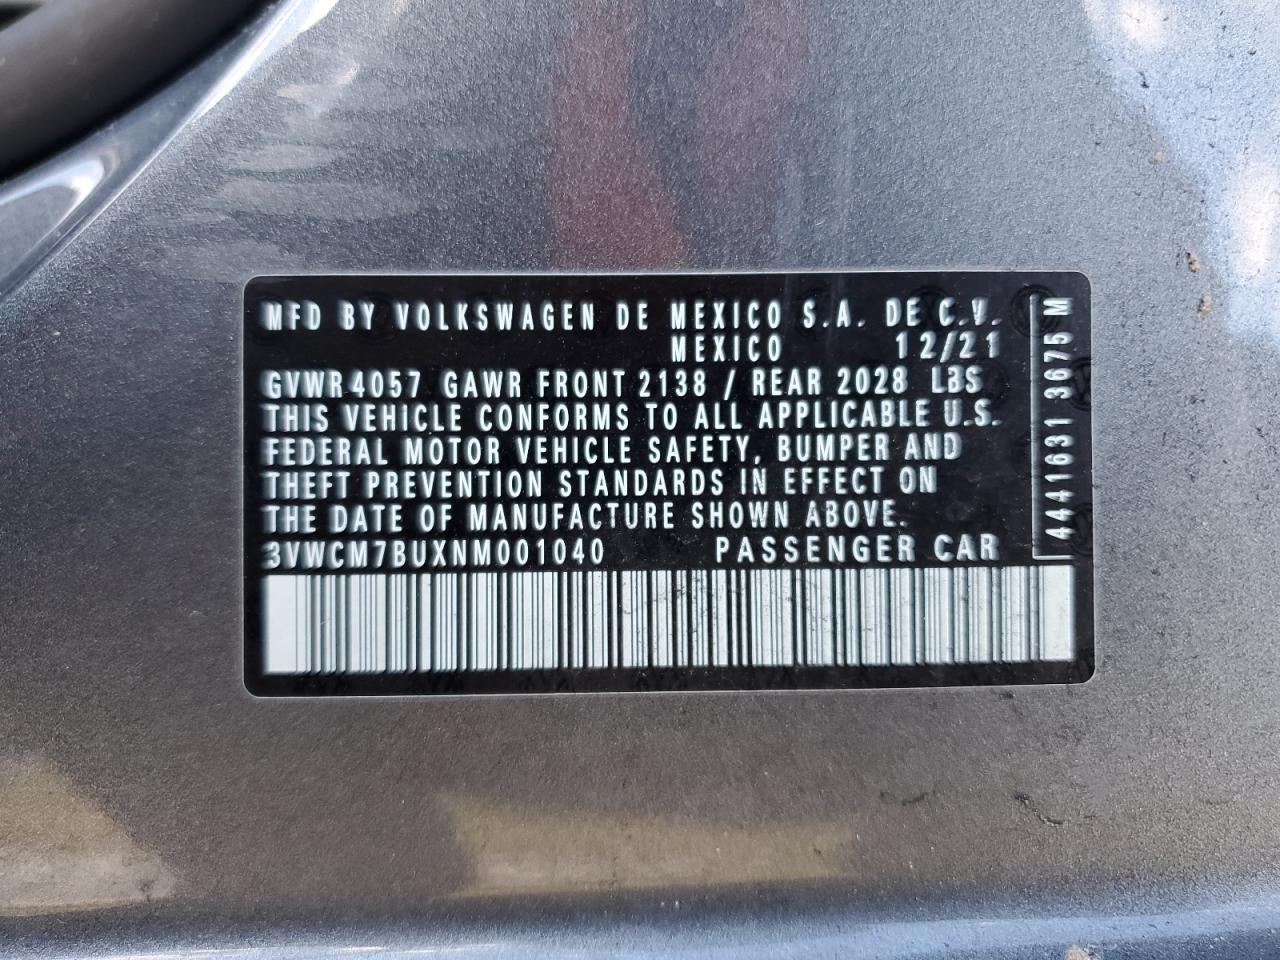 MFD BY VOLKSWAGEN DE MEXICO S.A. DE C.V.
MEXICO 12/21
GVWR 4057 GAWR FRONT 2138 / REAR 2028 LBS
THIS VEHICLE CONFORMS TO ALL APPLICABLE U.S.
FEDERAL MOTOR VEHICLE SAFETY, BUMPER AND
THEFT PREVENTION STANDARDS IN EFFECT ON
THE DATE OF MANUFACTURE SHOWN ABOVE.
3VWCM7BUXNM001040 PASSENGER CAR
4441631 3675 M